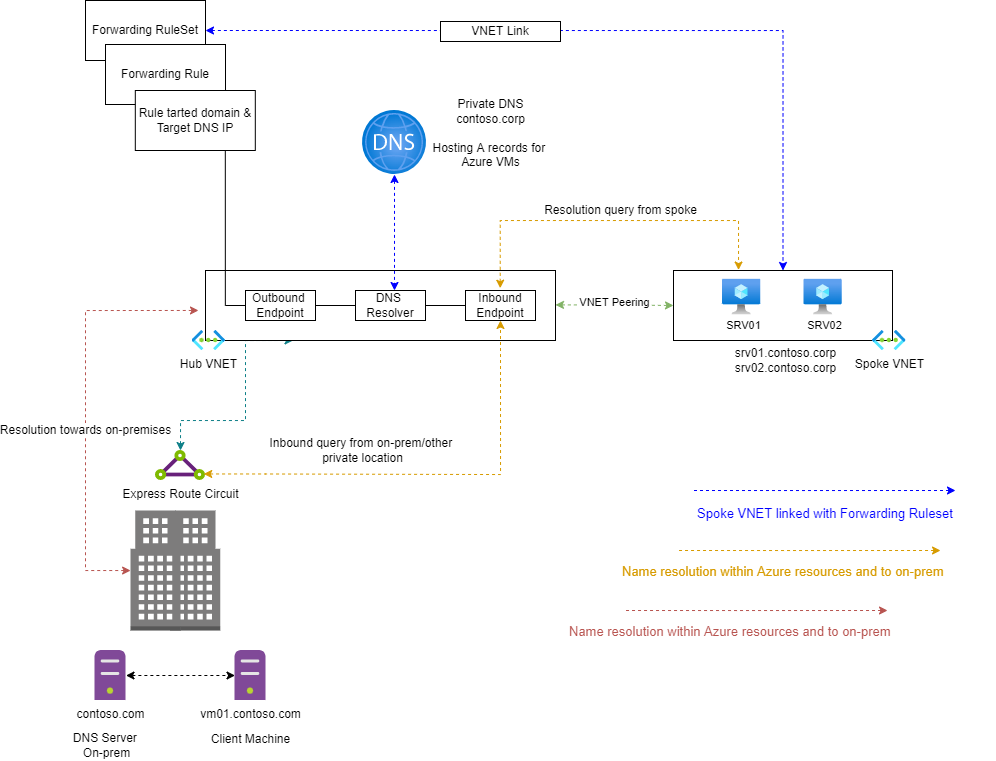 Forwarding RuleSet
VNET Link
Forwarding Rule
Rule tarted domain &
Target DNS IP
DNS
Private DNS
contoso.corp
Hosting A records for
Azure VMs
Resolution query from spoke
Outbound
Endpoint
DNS
Resolver
Inbound
Endpoint
VNET Peering
SRV01
SRV02
Hub VNET
srv01.contoso.corp
srv02.contoso.corp
Spoke VNET
Resolution towards on-premises
Inbound query from on-prem/other
private location
Express Route Circuit
Spoke VNET linked with Forwarding Ruleset
Name resolution within Azure resources and to on-prem
Name resolution within Azure resources and to on-prem
contoso.com
vm01.contoso.com
DNS Server
On-prem
Client Machine